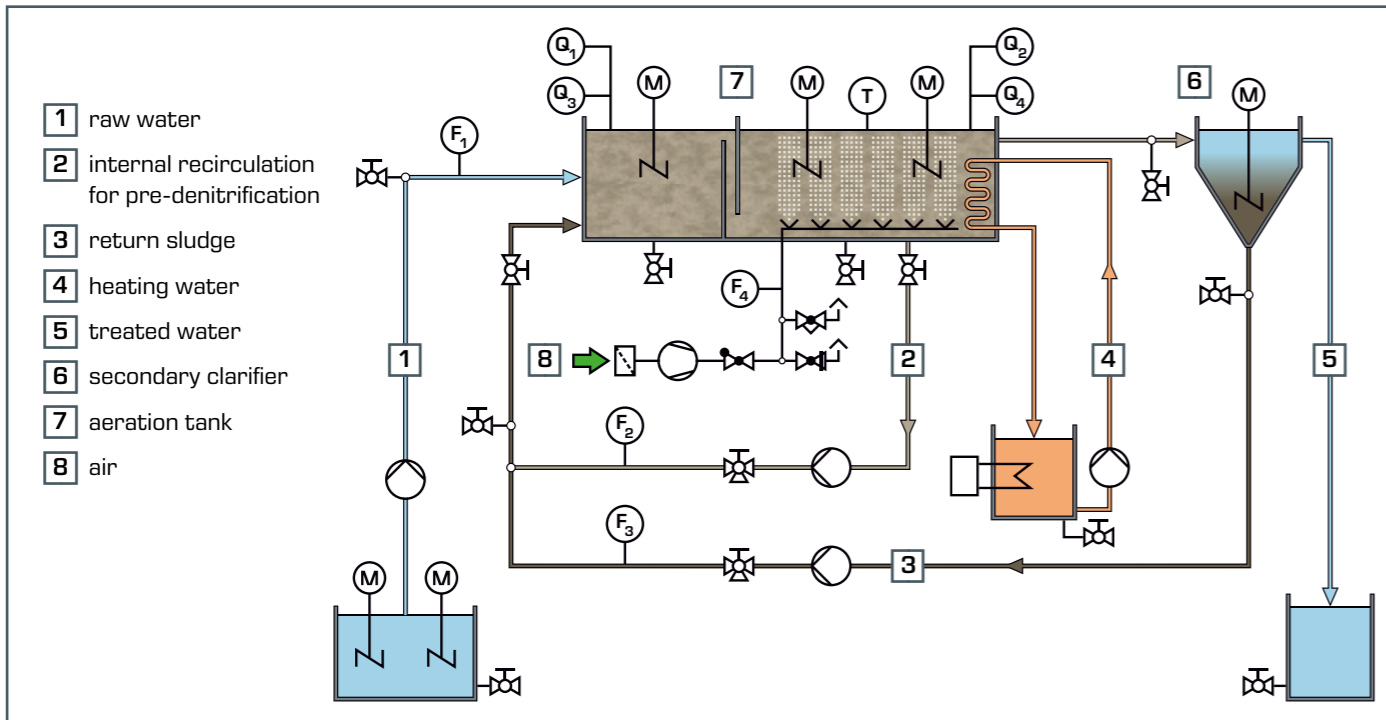 1 raw water
2 internal recirculation
for pre-denitrification
3 return sludge
4 heating water
5 treated water
6 secondary clarifier
7 aeration tank
8 air
Q1
Q2
Q3
M
7
M
T
M
Q4
6
M
F1
F4
1
8
2
4
5
F2
F3
3
M
M